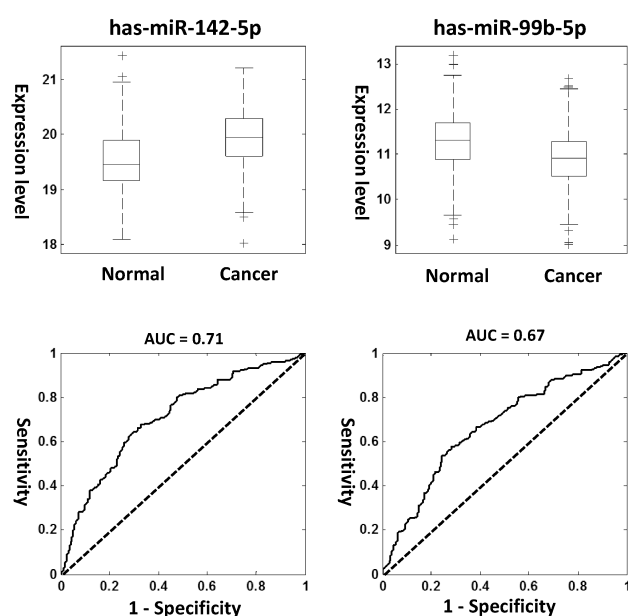 has-miR-142-5p
Expression level
21
20
19
18
Normal Cancer
has-miR-99b-5p
Expression level
13
12
11
10
9
Normal Cancer
AUC = 0.71
Sensitivity
1
0.8
0.6
0.4
0.2
0
0 0.2 0.4 0.6 0.8 1
1 - Specificity
AUC = 0.67
Sensitivity
1
0.8
0.6
0.4
0.2
0
0 0.2 0.4 0.6 0.8 1
1 - Specificity